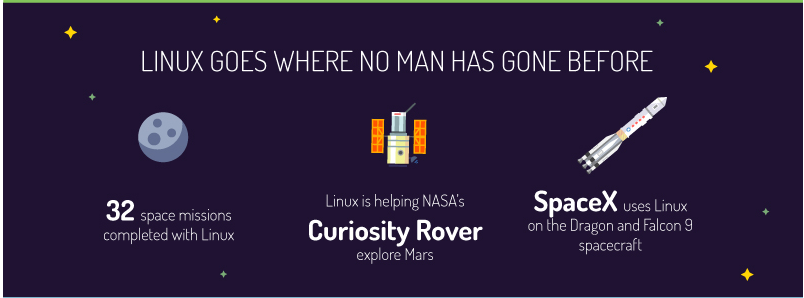 LINUX GOES WHERE NO MAN HAS GONE BEFORE
32 space missions
completed with Linux
Linux is helping NASA's
Curiosity Rover
explore Mars
SpaceX uses Linux
on the Dragon and Falcon 9
spacecraft